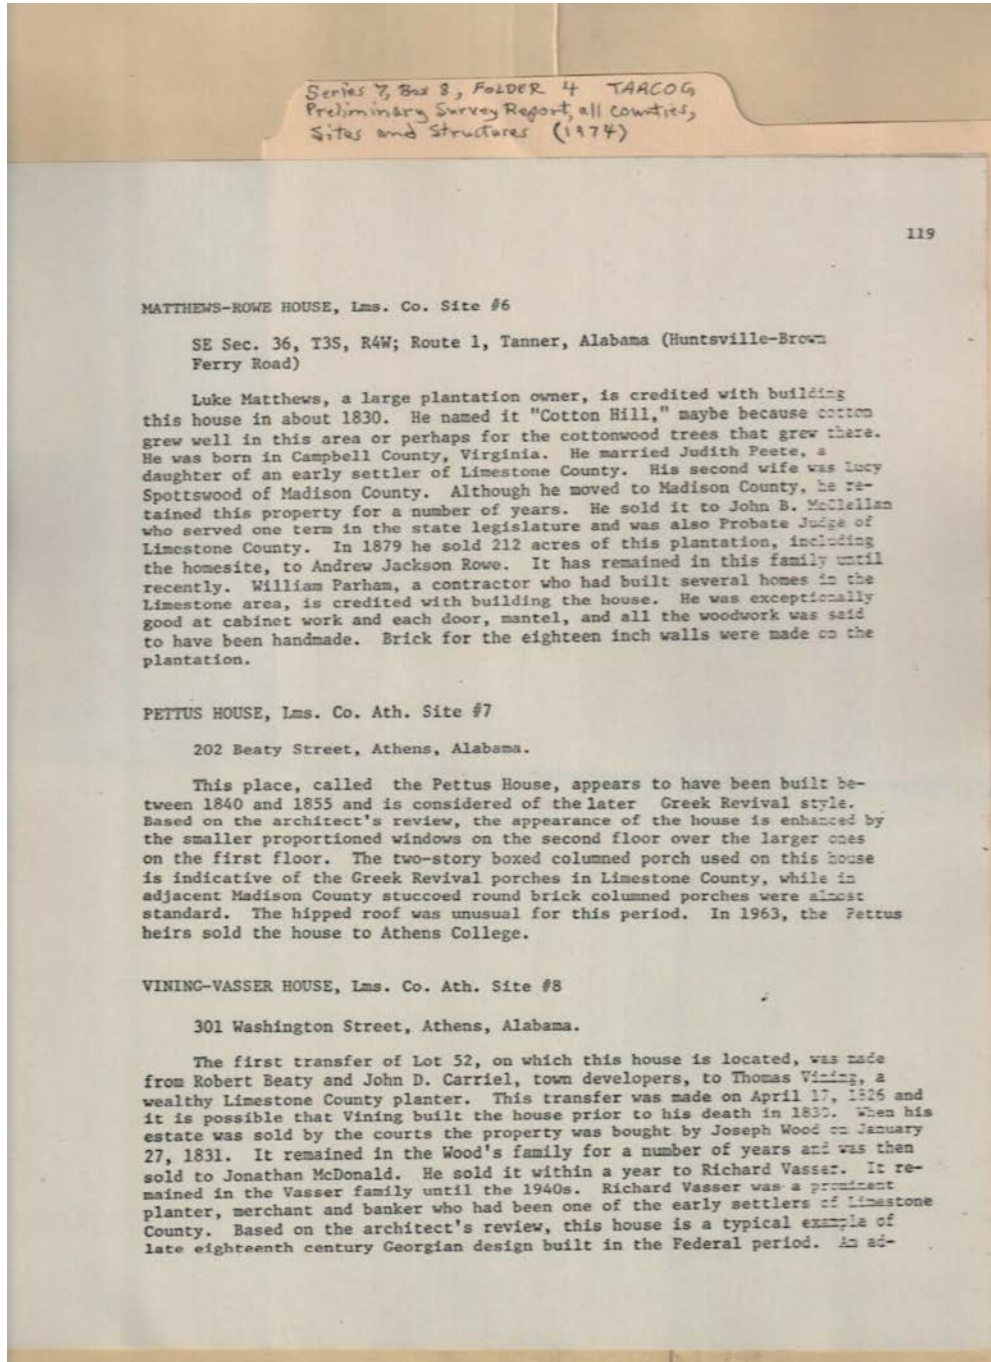 Series 7, Box 8, FOLDER 4 TARCOG
Preliminary Survey Report, all counties,
Sites and Structures (1974)
119
MATTHEWS-ROWE HOUSE, Lms. Co. Site #6
SE Sec. 36, T3S, R4W; Route 1, Tanner, Alabama (Huntsville-Brown
Ferry Road)
Luke Matthews, a large plantation owner, is credited with building
this house in about 1830. He named it "Cotton Hill," maybe because cotton
grew well in this area or perhaps for the cottonwood trees that grew there.
He was born in Campbell County, Virginia. He married Judith Peete, a
daughter of an early settler of Limestone County. His second wife was Lucy
Spottswood of Madison County. Although he moved to Madison County, he re-
tained this property for a number of years. He sold it to John B. McClellan
who served one term in the state legislature and was also Probate Judge of
Limestone County. In 1879 he sold 212 acres of this plantation, including
the homesite, to Andrew Jackson Rowe. It has remained in this family until
recently. William Parham, a contractor who had built several homes in the
Limestone area, is credited with building the house. He was exceptionally
good at cabinet work and each door, mantel, and all the woodwork was said
to have been handmade. Brick for the eighteen inch walls were made on the
plantation.
PETTUS HOUSE, Lms. Co. Ath. Site #7
202 Beaty Street, Athens, Alabama.
This place, called the Pettus House, appears to have been built be-
tween 1840 and 1855 and is considered of the later Greek Revival style.
Based on the architect's review, the appearance of the house is enhanced by
the smaller proportioned windows on the second floor over the larger ones
on the first floor. The two-story boxed columned porch used on this house
is indicative of the Greek Revival porches in Limestone County, while in
adjacent Madison County stuccoed round brick columned porches were almost
standard. The hipped roof was unusual for this period. In 1963, the Pettus
heirs sold the house to Athens College.
VINING-VASSER HOUSE, Lms. Co. Ath. Site #8
301 Washington Street, Athens, Alabama.
The first transfer of Lot 52, on which this house is located, was made
from Robert Beaty and John D. Carriel, town developers, to Thomas Vining, a
wealthy Limestone County planter. This transfer was made on April 17, 1826 and
it is possible that Vining built the house prior to his death in When his
estate was sold by the courts the property was bought by Joseph Wood on January
27, 1831. It remained in the Wood's family for a number of years and was then
sold to Jonathan McDonald. He sold it within a year to Richard Vasser. It re-
mained in the Vasser family until the 1940s. Richard Vasser was a prominent
planter, merchant and banker who had been one of the early settlers of Limestone
County. Based on the architect's review, this house is a typical example of
late eighteenth century Georgian design built in the Federal period. An ad-